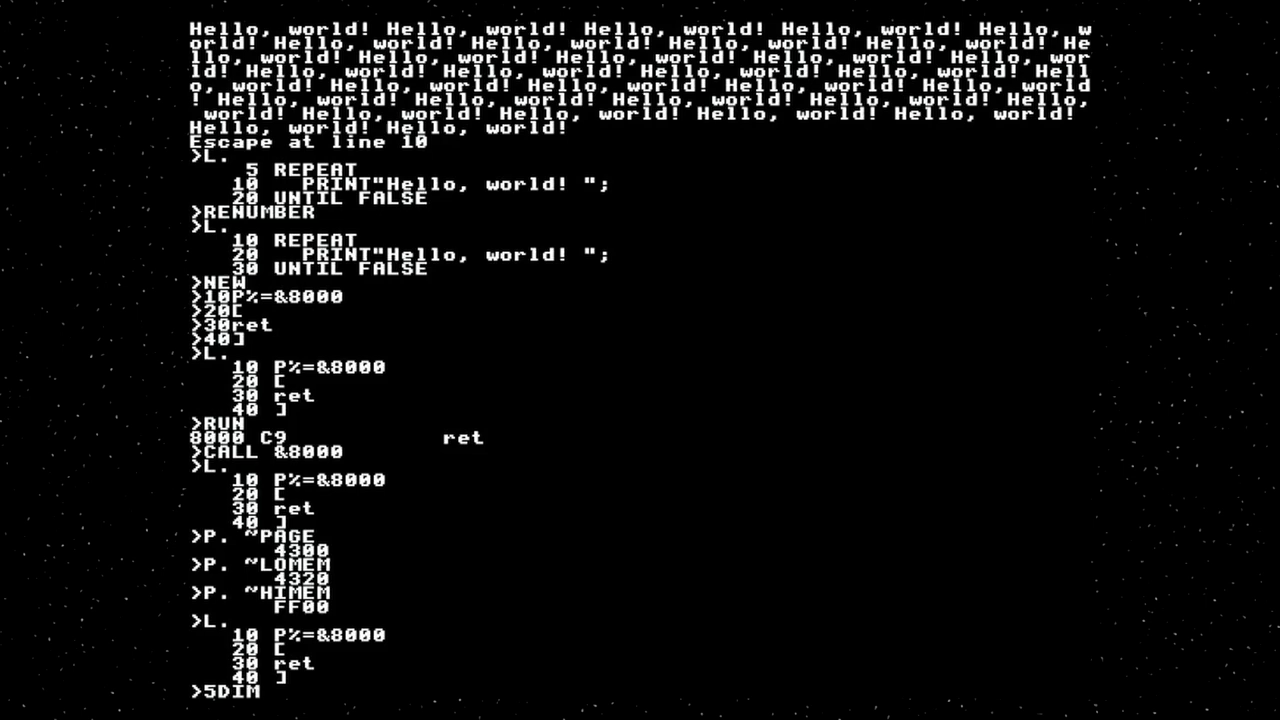 Hello, world! Hello, world! Hello, world! Hello, world! Hello, w
orld! Hello, world! Hello, world! Hello, world! Hello, world! He
llo, world! Hello, world! Hello, world! Hello, world! Hello, wor
ld! Hello, world! Hello, world! Hello, world! Hello, world! Hell
o, world! Hello, world! Hello, world! Hello, world! Hello, world
! Hello, world! Hello, world! Hello, world! Hello, world! Hello,
 world! Hello, world! Hello, world! Hello, world! Hello, world!
Hello, world! Hello, world!
Escape at line 10
>L.
    5 REPEAT
   10   PRINT"Hello, world! ";
   20 UNTIL FALSE
>RENUMBER
>L.
   10 REPEAT
   20   PRINT"Hello, world! ";
   30 UNTIL FALSE
>NEW
>10P%=&8000
>20[
>30ret
>40]
>L.
   10 P%=&8000
   20 [
   30 ret
   40 ]
>RUN
8000 C9           ret
>CALL &8000
>L.
   10 P%=&8000
   20 [
   30 ret
   40 ]
>P. ~PAGE
      4300
>P. ~LOMEM
      4320
>P. ~HIMEM
      FF00
>L.
   10 P%=&8000
   20 [
   30 ret
   40 ]
>5DIM